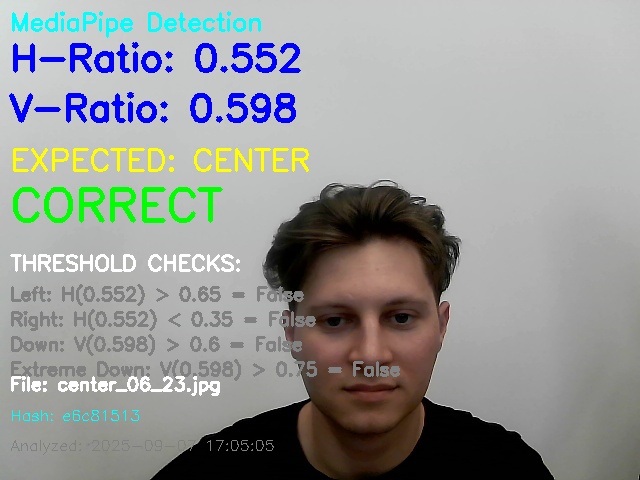 MediaPipe Detection
H-Ratio: 0.552
V-Ratio: 0.598
EXPECTED: CENTER
CORRECT
THRESHOLD CHECKS:
Left: H(0.552) > 0.65 = False
Right: H(0.552) < 0.35 = False
Down: V(0.598) > 0.6 = False
Extreme Down: V(0.598) > 0.75 = False
File: center_06_23.jpg
Hash: e6c81513
Analyzed: 2025-09-07 17:05:05